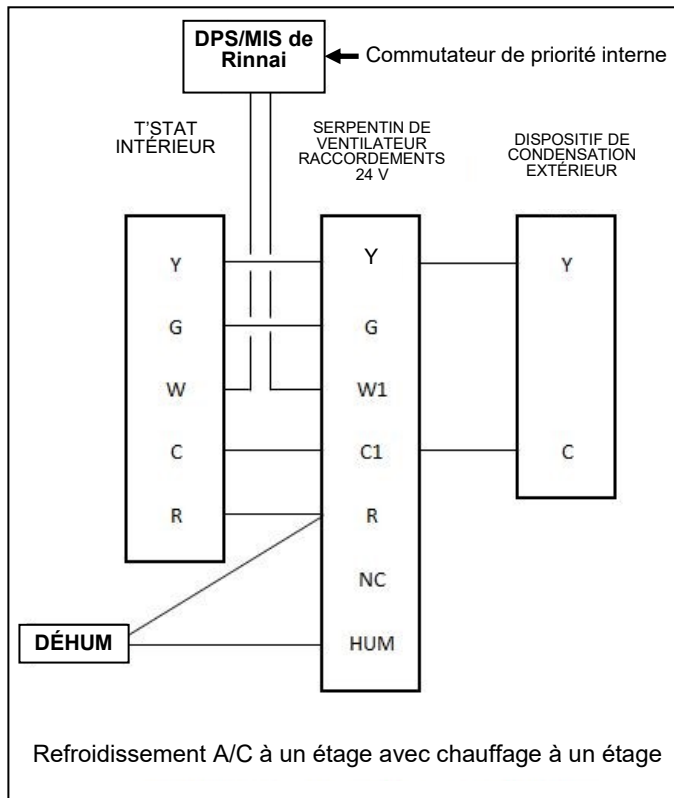 DPS/MIS de
Rinnai
Commutateur de priorité interne
T'STAT
INTÉRIEUR
SERPENTIN DE
VENTILATEUR
RACCORDEMENTS
24 V
DISPOSITIF DE
CONDENSATION
EXTÉRIEUR
Y
G
W
C
R
Y
G
W1
C1
R
NC
HUM
Y
C
DÉHUM
Refroidissement A/C à un étage avec chauffage à un étage